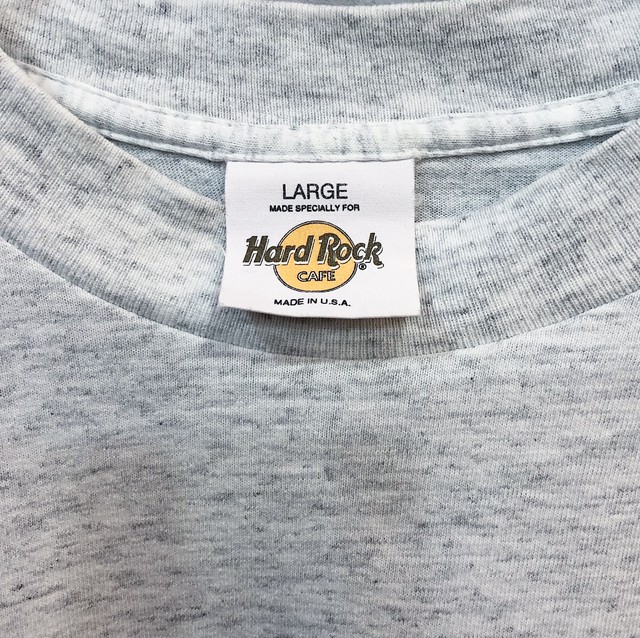 LARGE
MADE SPECIALLY FOR
Hard Rock
CAFE
®
MADE IN U.S.A.